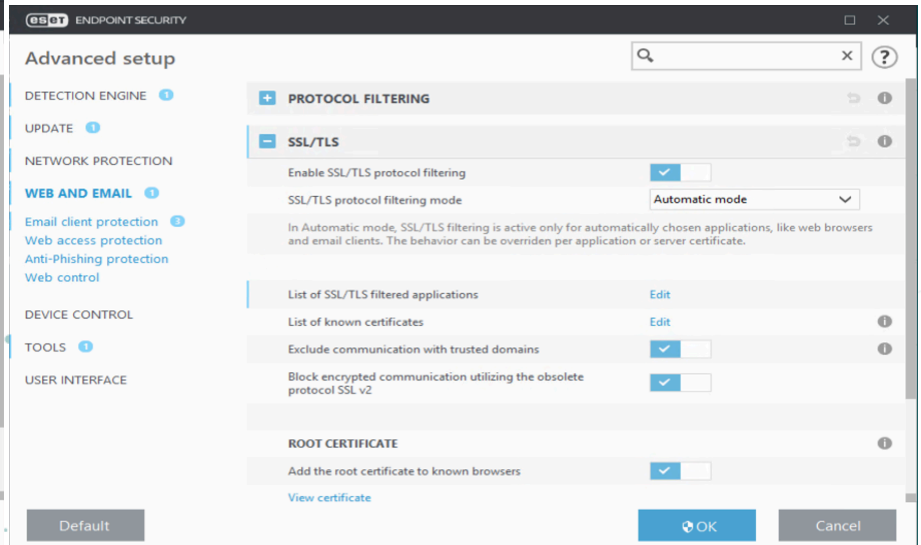 eset ENDPOINT SECURITY
Advanced setup
?
DETECTION ENGINE 1
UPDATE 1
NETWORK PROTECTION
WEB AND EMAIL 1
Email client protection 3
Web access protection
Anti-Phishing protection
Web control
DEVICE CONTROL
TOOLS 1
USER INTERFACE
PROTOCOL FILTERING
SSL/TLS
Enable SSL/TLS protocol filtering
SSL/TLS protocol filtering mode Automatic mode
In Automatic mode, SSL/TLS filtering is active only for automatically chosen applications, like web browsers
and email clients. The behavior can be overriden per application or server certificate.
List of SSL/TLS filtered applications Edit
List of known certificates Edit
Exclude communication with trusted domains
Block encrypted communication utilizing the obsolete
protocol SSL v2
ROOT CERTIFICATE
Add the root certificate to known browsers
View certificate
Default OK Cancel